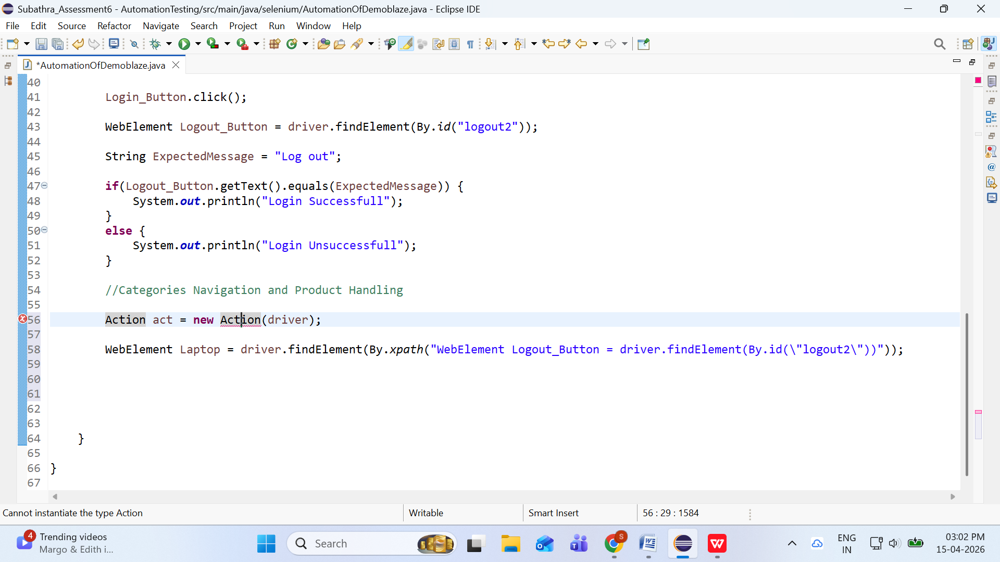 Subathra_Assessment6 - AutomationTesting/src/main/java/selenium/AutomationOfDemoblaze.java - Eclipse IDE
File Edit Source Refactor Navigate Search Project Run Window Help
*AutomationOfDemoblaze.java
40
41 Login_Button.click();
42
43 WebElement Logout_Button = driver.findElement(By.id("logout2"));
44
45 String ExpectedMessage = "Log out";
46
47 if(Logout_Button.getText().equals(ExpectedMessage)) {
48 System.out.println("Login Successfull");
49 }
50 else {
51 System.out.println("Login Unsuccessfull");
52 }
53
54 //Categories Navigation and Product Handling
55
56 Action act = new Action(driver);
57
58 WebElement Laptop = driver.findElement(By.xpath("WebElement Logout_Button = driver.findElement(By.id(\"logout2\"))"));
59
60
61
62
63
64 }
65
66 }
67
Cannot instantiate the type Action Writable Smart Insert 56 : 29 : 1584
4 Trending videos
Margo & Edith i...
Search
S
ENG
IN
03:02 PM
15-04-2026